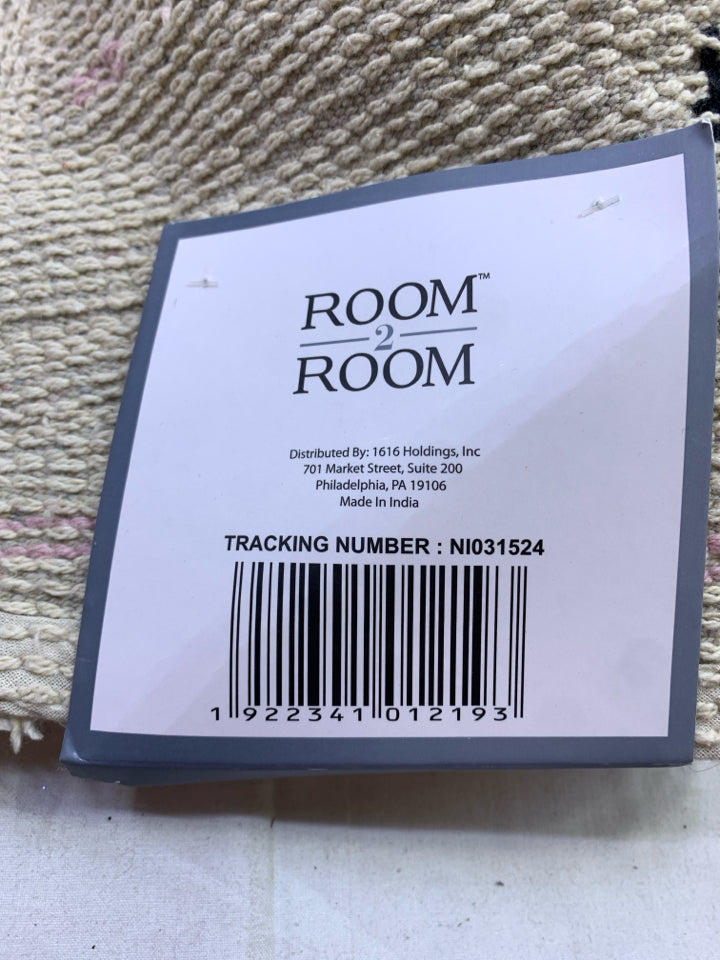 ROOM™
2
ROOM
Distributed By: 1616 Holdings, Inc
701 Market Street, Suite 200
Philadelphia, PA 19106
Made In India
TRACKING NUMBER : NI031524
1 922341 012193